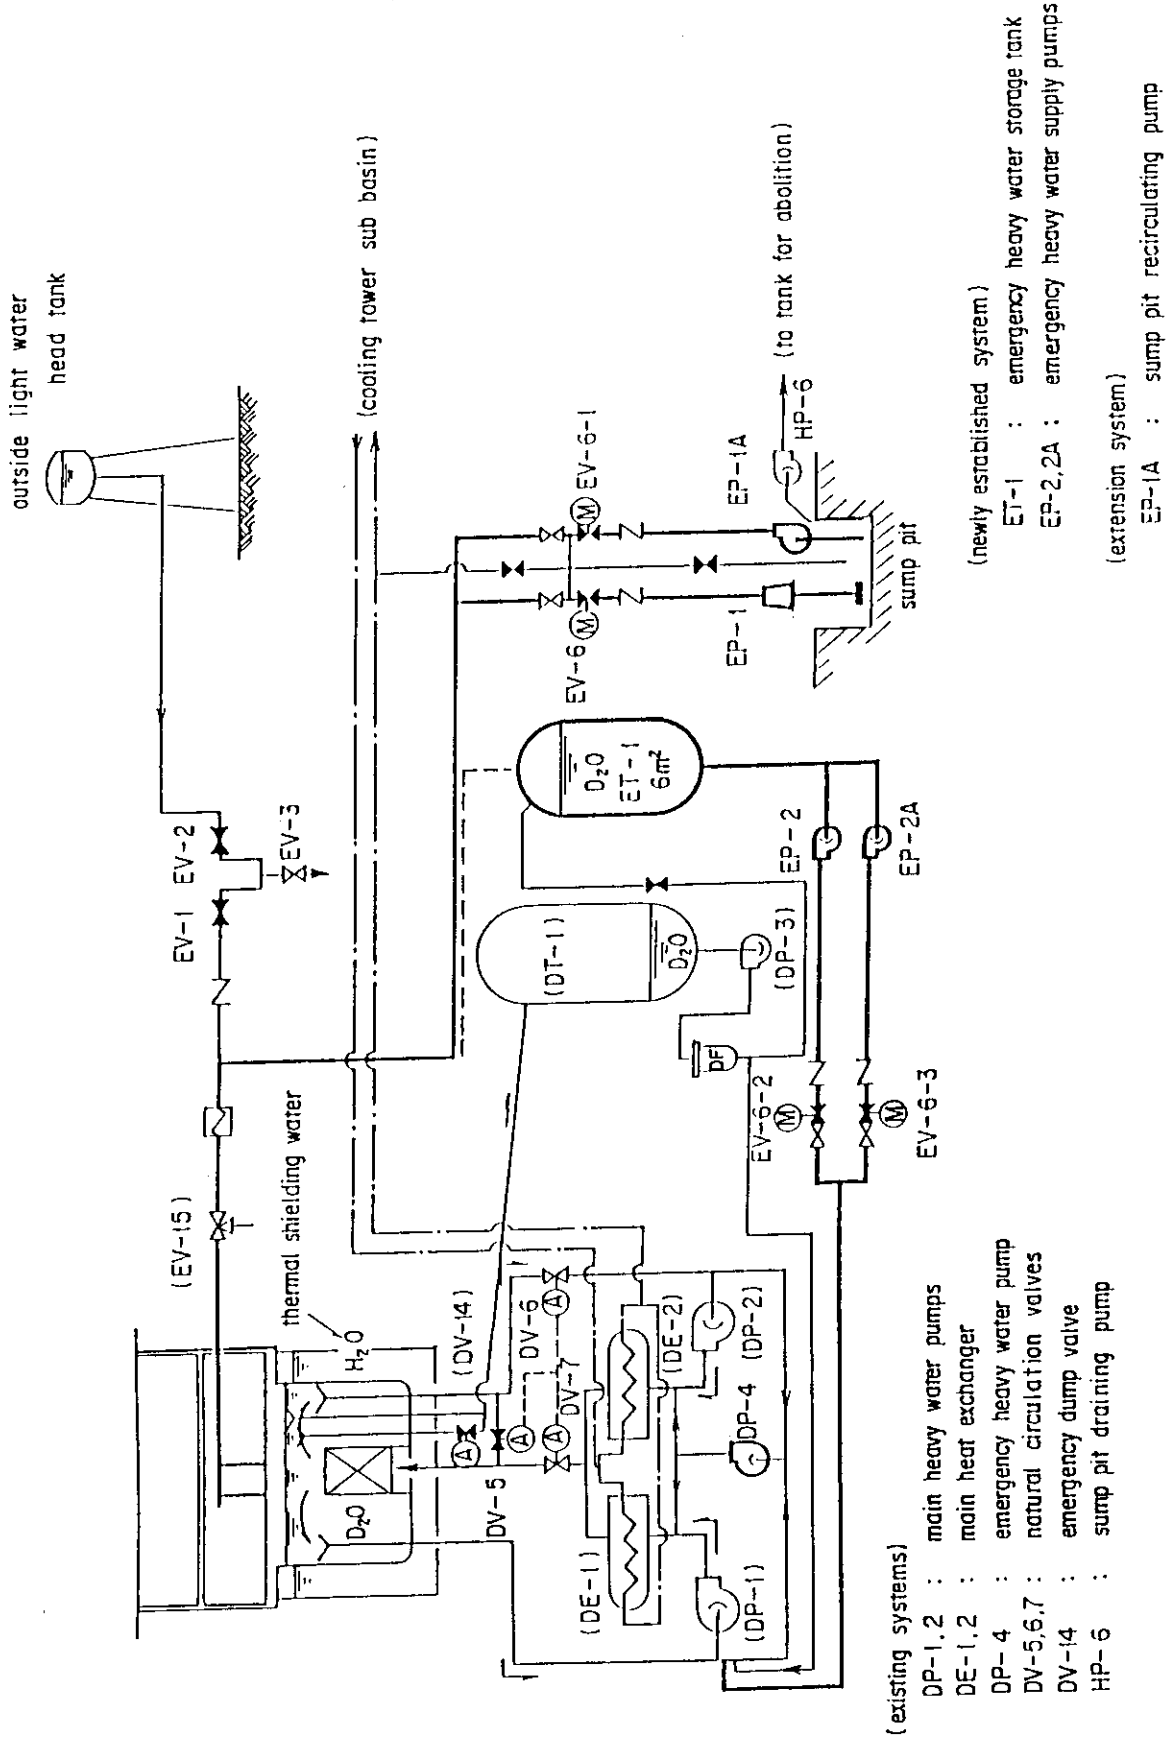 outside light water
head tank
(cooling tower sub basin)
EV-1
EV-2
EV-3
(EV-15)
thermal shielding water
H₂O
D₂O
(DV-14)
DV-5
DV-6
DV-7
A
A
A
A
(DE-1)
(DE-2)
(DP-1)
(DP-2)
DP-4
(DT-1)
D₂O
(DP-3)
DF
D₂O
ET-1
6m²
EP-2
EP-2A
M
EV-6-2
M
EV-6-3
EV-6
M
M
EV-6-1
EP-1
EP-1A
HP-6
(to tank for abolition)
sump pit
(existing systems)
DP-1,2 : main heavy water pumps
DE-1,2 : main heat exchanger
DP-4 : emergency heavy water pump
DV-5,6,7 : natural circulation valves
DV-14 : emergency dump valve
HP-6 : sump pit draining pump
(newly established system)
ET-1 : emergency heavy water storage tank
EP-2,2A : emergency heavy water supply pumps
(extension system)
EP-1A : sump pit recirculating pump